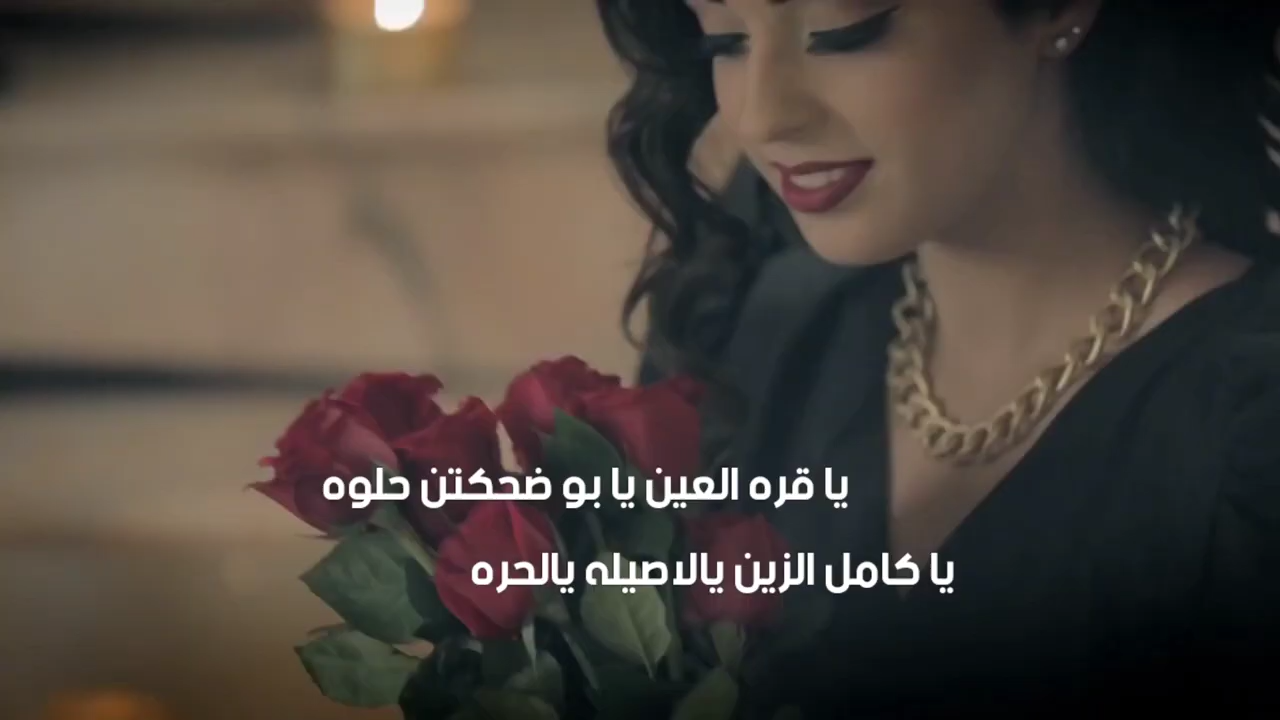 يا قره العين يا بو ضحكتن حلوه
يا كامل الزين يالاصيله يالحره